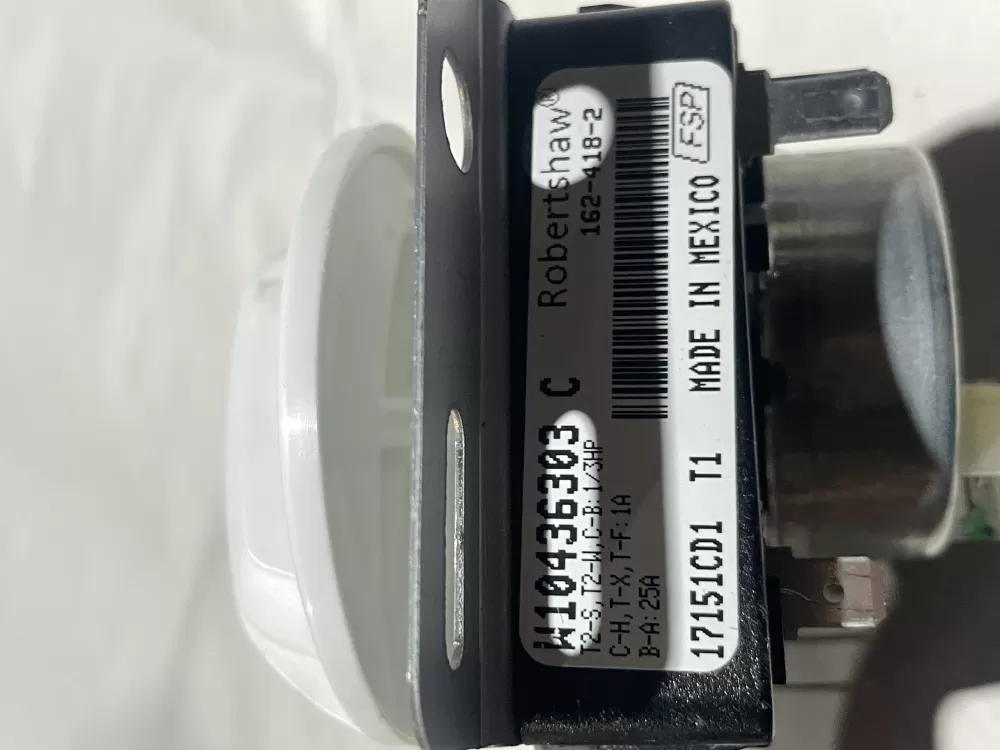 W10436303 C Robertshaw®
T2-S,T2-W,C-B:1/3HP 162-418-2
C-H,T-X,T-F:1A
B-A:25A
FSP
17151CD1 T1 MADE IN MEXICO